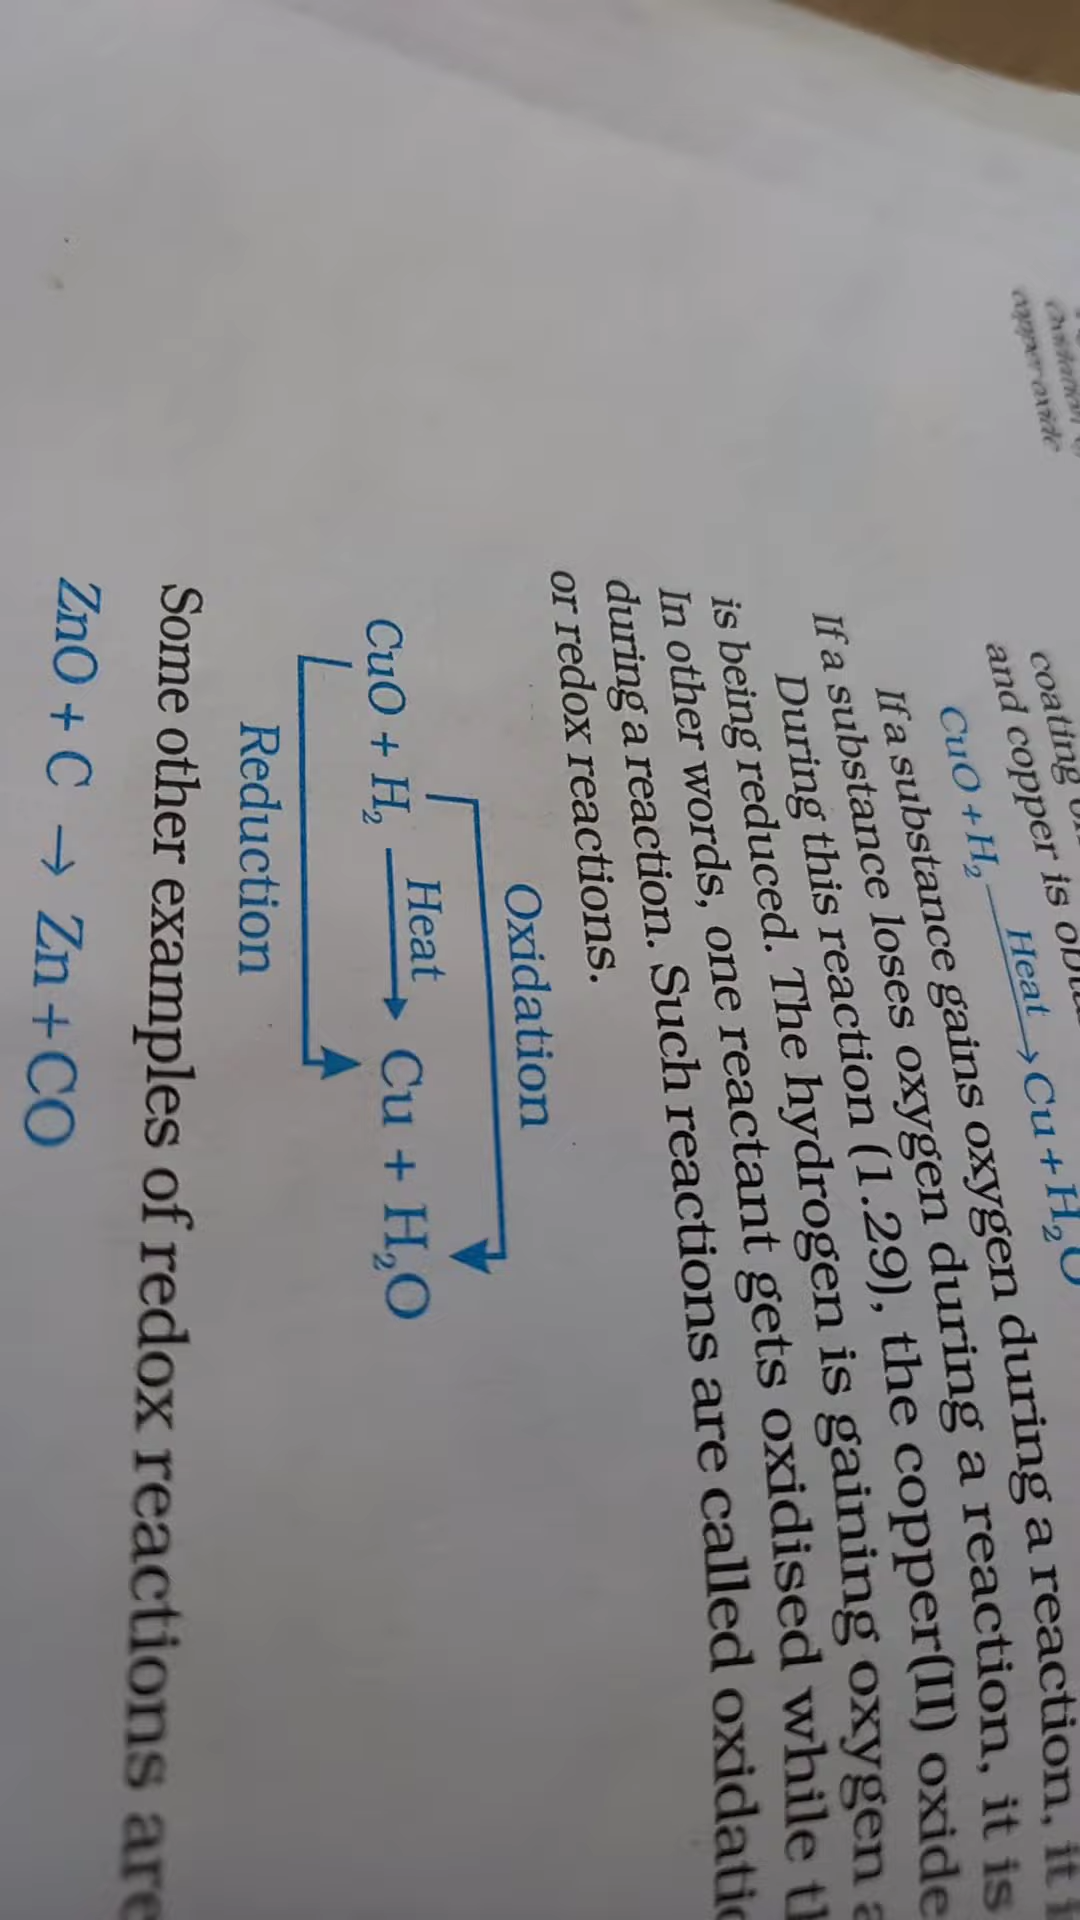 copper oxide
coating
and copper is
CuO + H₂ Heat → Cu + H₂O
If a substance gains oxygen during a reaction, it
If a substance loses oxygen during a reaction, it is
During this reaction (1.29), the copper(II) oxide
is being reduced. The hydrogen is gaining oxygen
In other words, one reactant gets oxidised while
during a reaction. Such reactions are called
or redox reactions.
Oxidation
CuO + H₂ Heat → Cu + H₂O
Reduction
Some other examples of redox reactions are
ZnO + C → Zn + CO